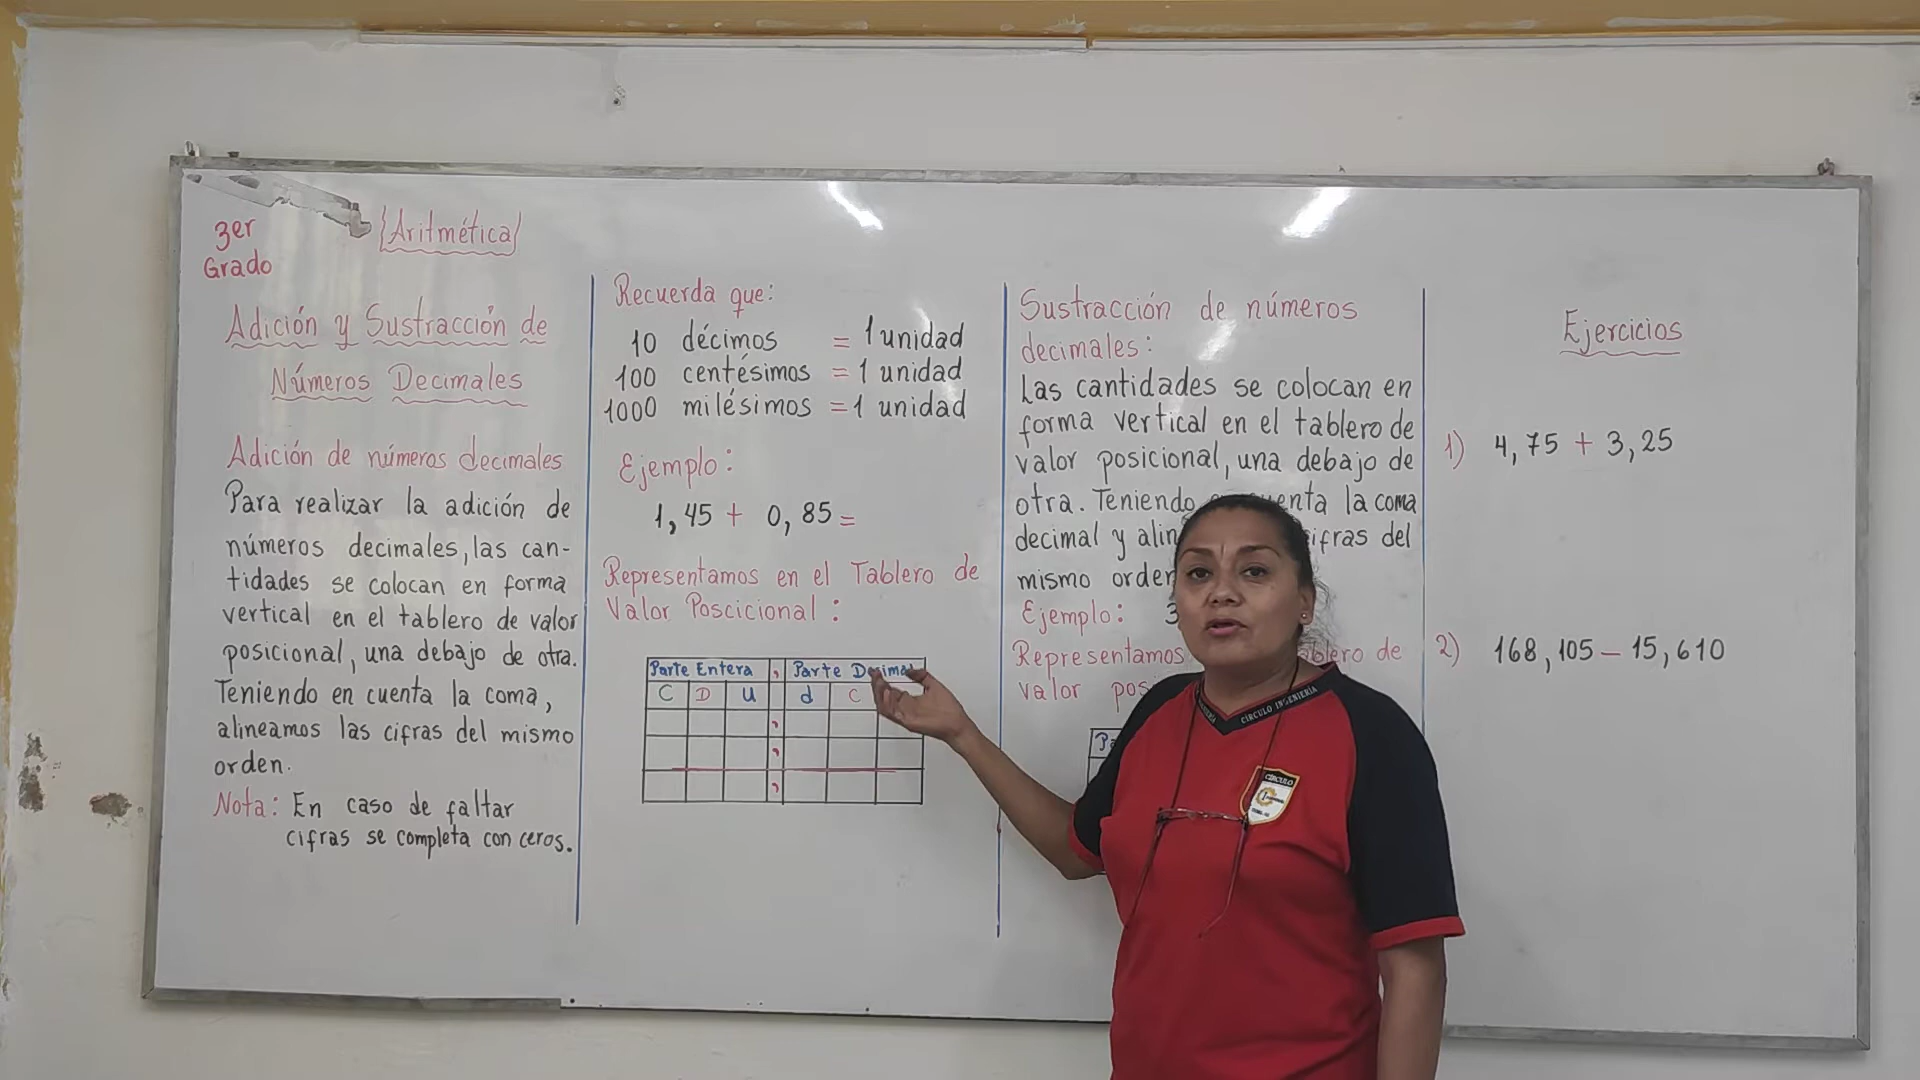 3er
Grado
Aritmética
Adición y Sustracción de
Números Decimales
Adición de números decimales
Para realizar la adición de
números decimales, las can-
tidades se colocan en forma
vertical en el tablero de valor
posicional, una debajo de otra.
Teniendo en cuenta la coma,
alineamos las cifras del mismo
orden.
Nota: En caso de faltar
cifras se completa con ceros.
Recuerda que:
10 décimos = 1 unidad
100 centésimos = 1 unidad
1000 milésimos = 1 unidad
Ejemplo:
1,45 + 0,85 =
Representamos en el Tablero de
Valor Poscicional:
Parte Entera , Parte Decimal
C D U d c
,
,
,
Sustracción de números
decimales:
Las cantidades se colocan en
forma vertical en el tablero de
valor posicional, una debajo de
otra. Teniendo la coma
decimal y del
mismo orden
Ejemplo: 3
Representamos de
valor
Ejercicios
1) 4,75 + 3,25
2) 168,105 - 15,610
CÍRCULO INGENIERÍA
CÍRCULO